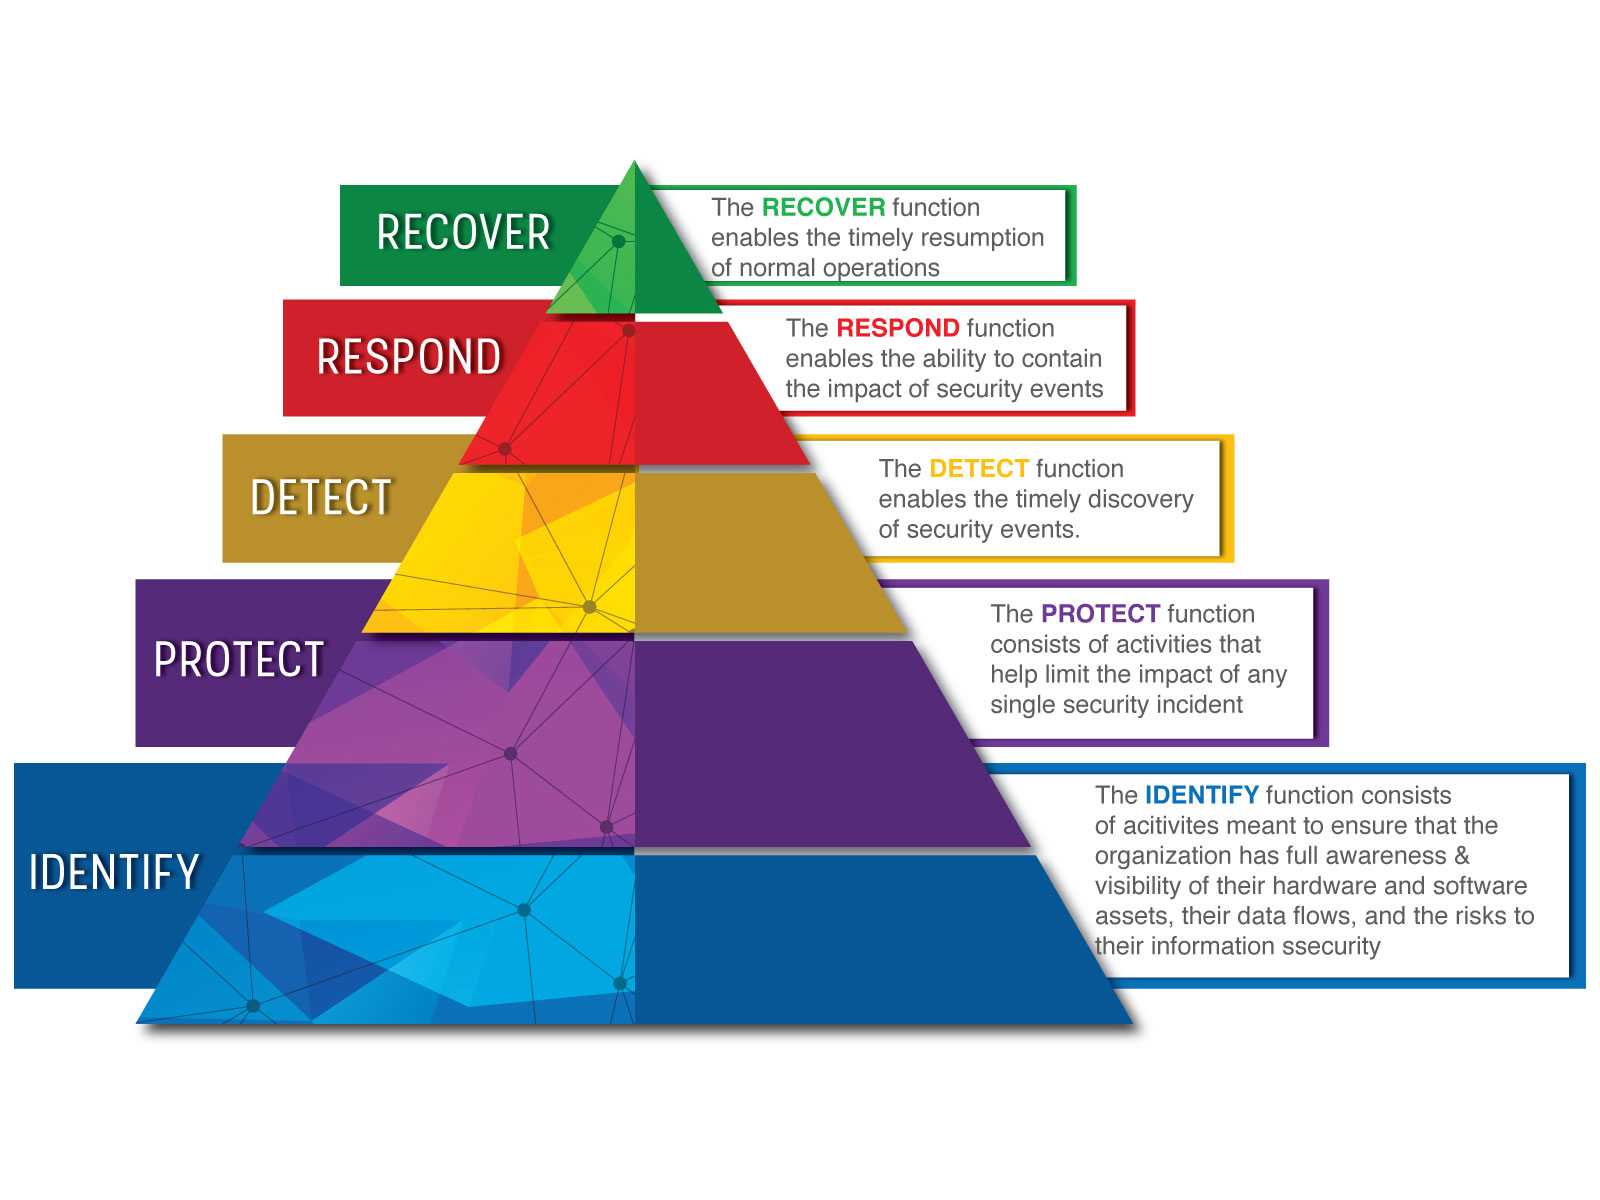 RECOVER
The RECOVER function
enables the timely resumption
of normal operations
RESPOND
The RESPOND function
enables the ability to contain
the impact of security events
DETECT
The DETECT function
enables the timely discovery
of security events.
PROTECT
The PROTECT function
consists of activities that
help limit the impact of any
single security incident
IDENTIFY
The IDENTIFY function consists
of acitivites meant to ensure that the
organization has full awareness &
visibility of their hardware and software
assets, their data flows, and the risks to
their information ssecurity